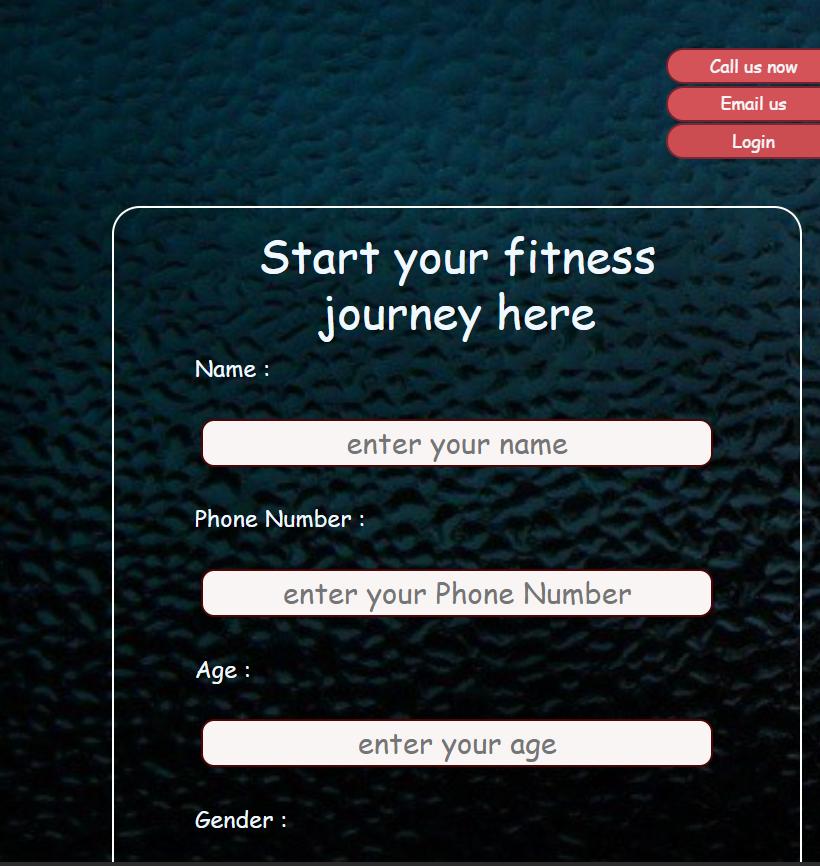 Call us now
Email us
Login
Start your fitness
journey here
Name :
enter your name
Phone Number :
enter your Phone Number
Age :
enter your age
Gender :